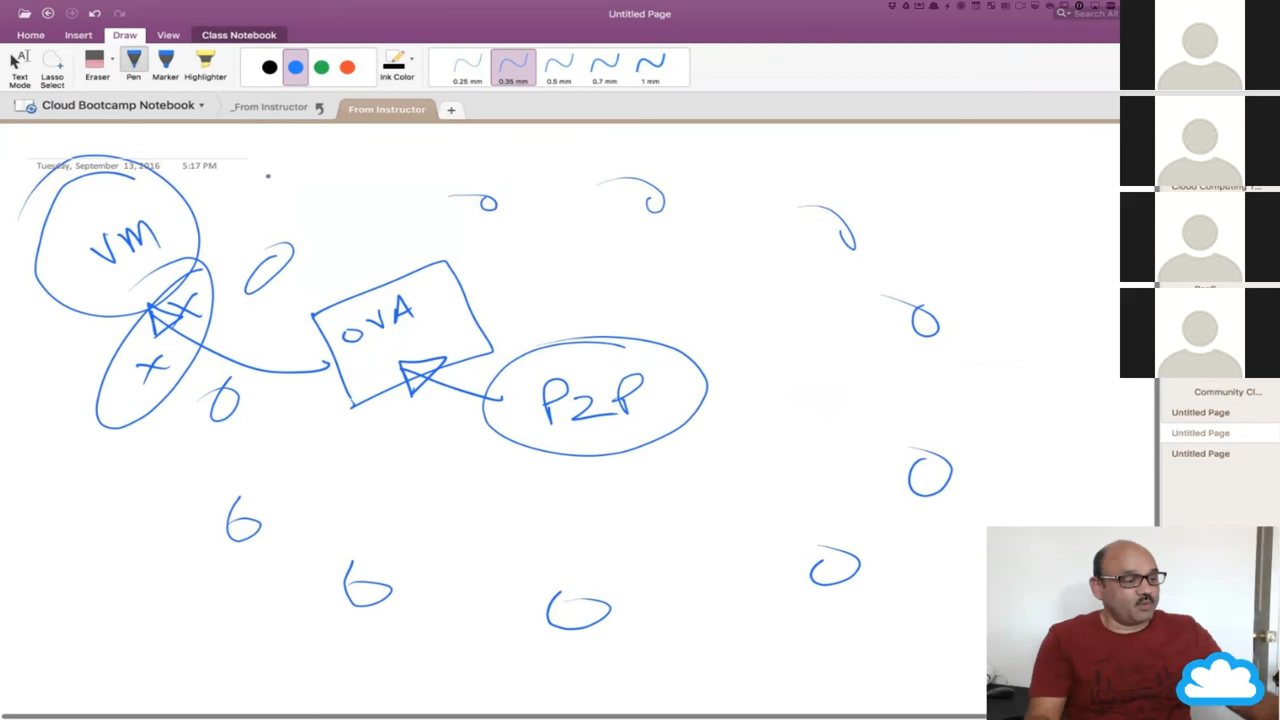 Untitled Page
Search All
Home Insert Draw View Class Notebook
Text Mode
Lasso Select
Eraser
Pen
Marker
Highlighter
Ink Color
0.25 mm
0.35 mm
0.5 mm
0.7 mm
1 mm
Cloud Bootcamp Notebook
_From Instructor
From Instructor
+
Tuesday, September 13, 2016 5:17 PM
VM
X
X
OVA
P2P
Community Cl...
Untitled Page
Untitled Page
Untitled Page